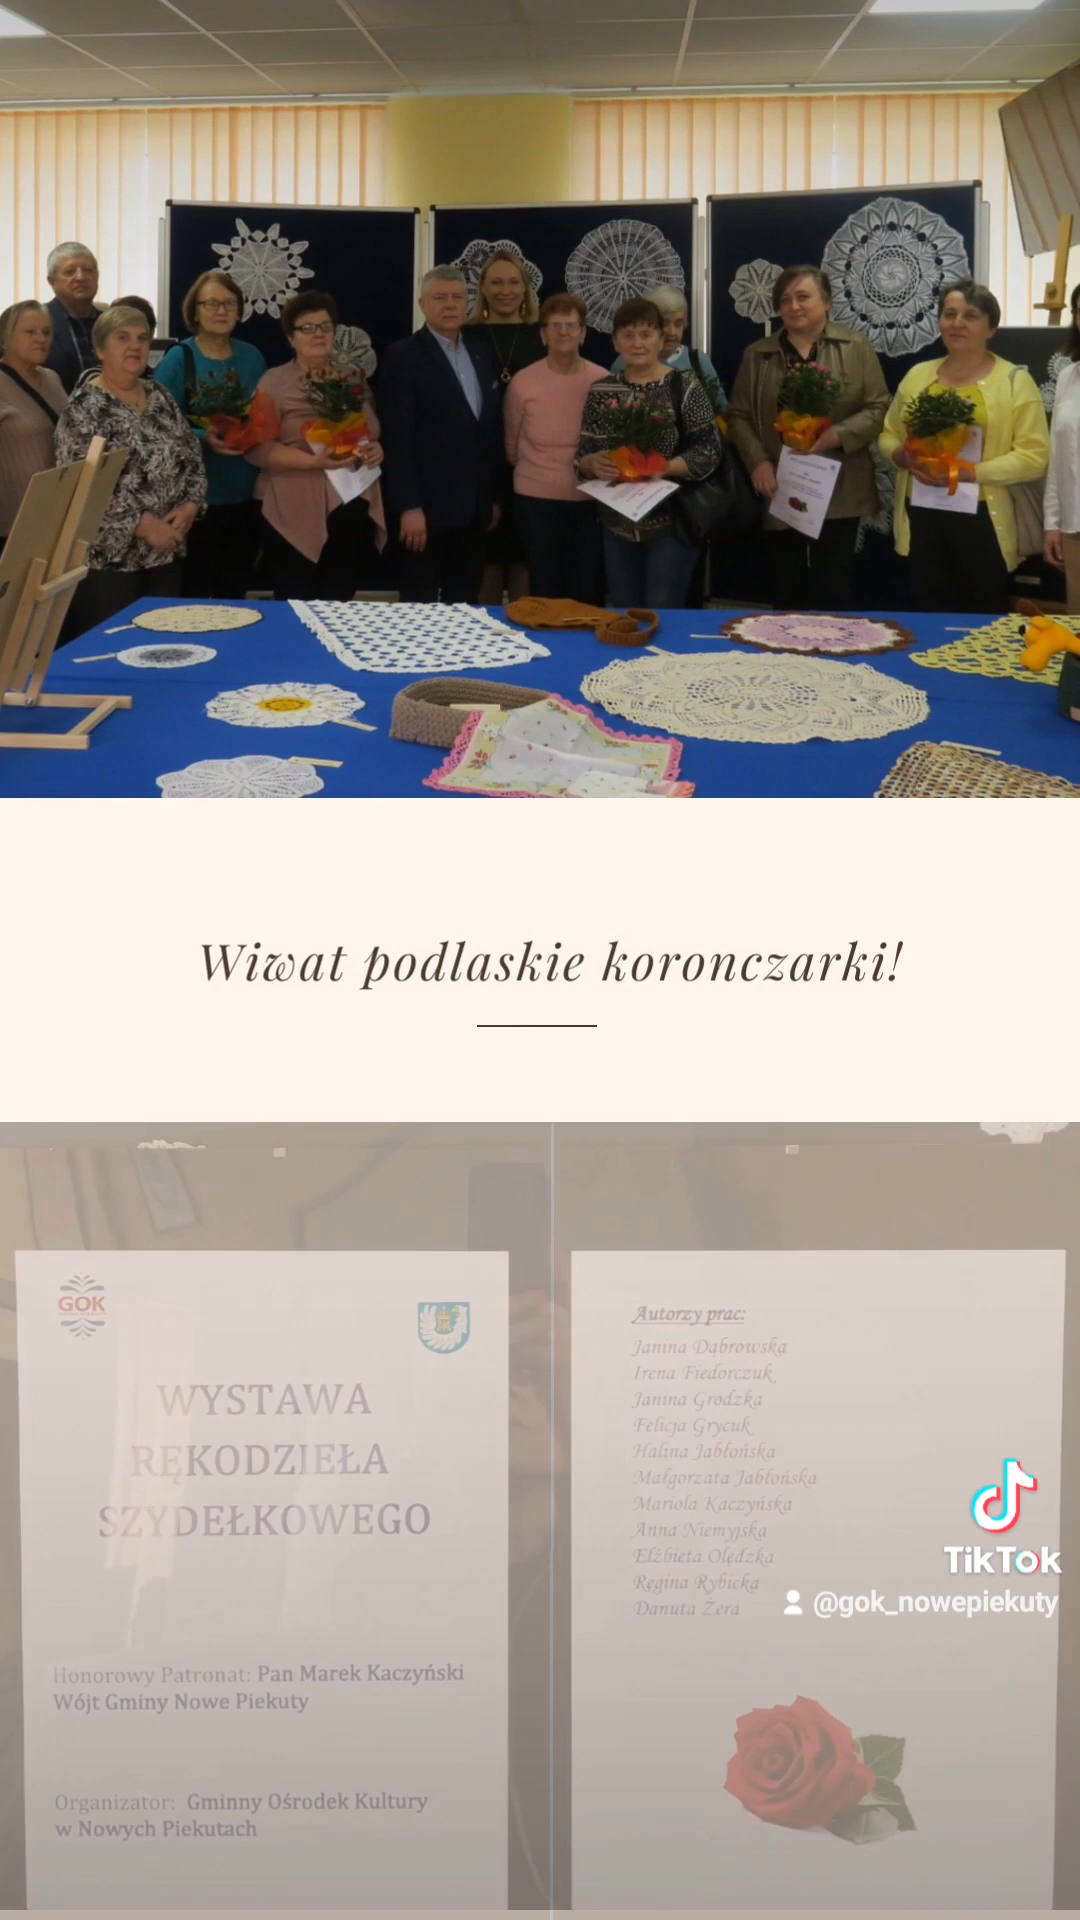 Wiwat podlaskie koronczarki!
GOK
WYSTAWA
RĘKODZIEŁA
SZYDEŁKOWEGO
Honorowy Patronat: Pan Marek Kaczyński
Wójt Gminy Nowe Piekuty
Organizator: Gminny Ośrodek Kultury
w Nowych Piekutach
Autorzy prac:
Janina Dąbrowska
Irena Fiedorczuk
Janina Grodzka
Felicja Grycuk
Halina Jabłońska
Małgorzata Jabłońska
Mariola Kaczyńska
Anna Niemyjska
Elżbieta Olędzka
Regina Rybicka
Danuta Żera
TikTok
@gok_nowepiekuty